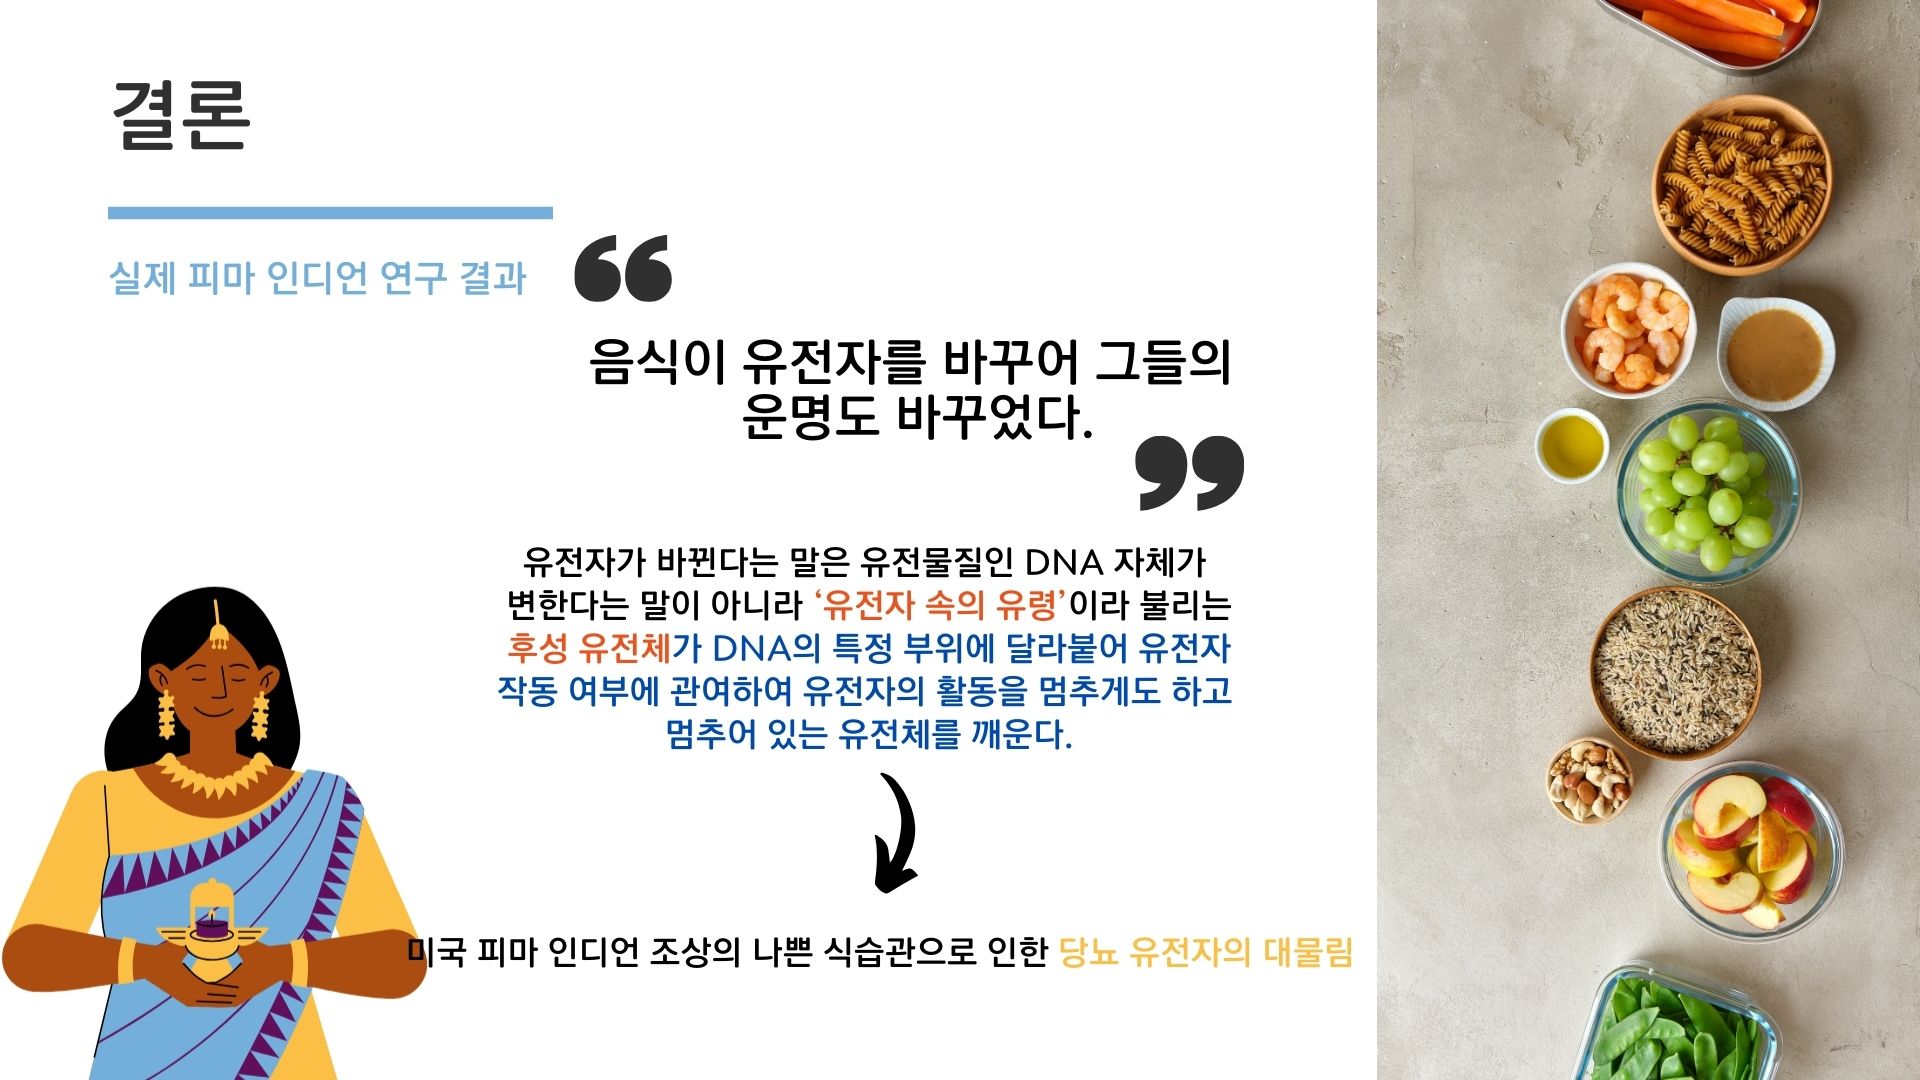 결론
실제 피마 인디언 연구 결과
“
음식이 유전자를 바꾸어 그들의
운명도 바꾸었다.
”
유전자가 바뀐다는 말은 유전물질인 DNA 자체가
변한다는 말이 아니라 ‘유전자 속의 유령’이라 불리는
후성 유전체가 DNA의 특정 부위에 달라붙어 유전자
작동 여부에 관여하여 유전자의 활동을 멈추게도 하고
멈추어 있는 유전체를 깨운다.
미국 피마 인디언 조상의 나쁜 식습관으로 인한 당뇨 유전자의 대물림